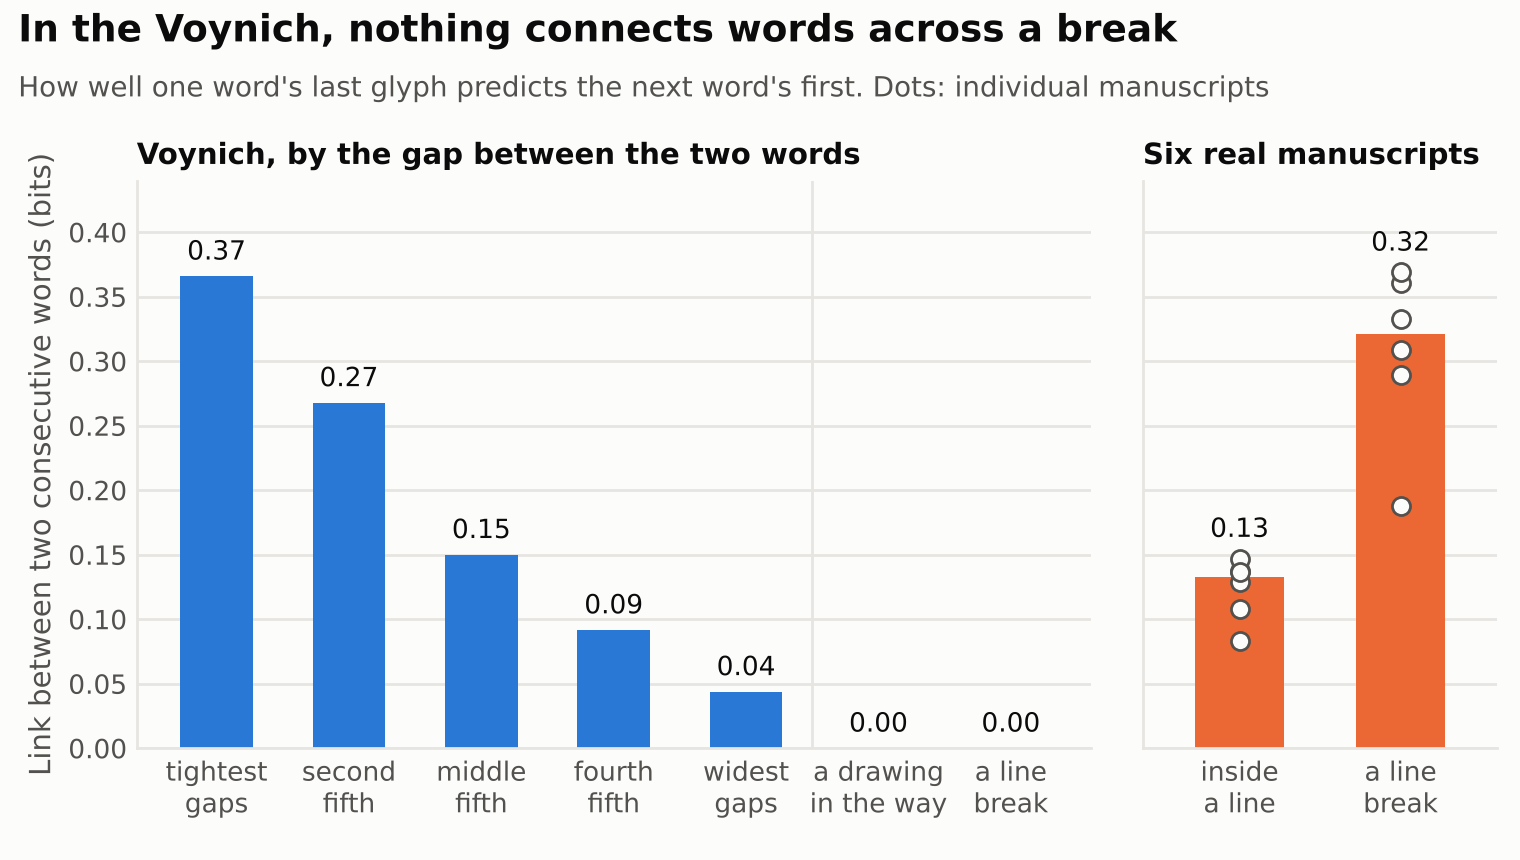 In the Voynich, nothing connects words across a break
How well one word's last glyph predicts the next word's first. Dots: individual manuscripts
Voynich, by the gap between the two words
Link between two consecutive words (bits)
0.40
0.35
0.30
0.25
0.20
0.15
0.10
0.05
0.00
0.37
0.27
0.15
0.09
0.04
0.00
0.00
tightest
gaps
second
fifth
middle
fifth
fourth
fifth
widest
gaps
a drawing
in the way
a line
break
Six real manuscripts
0.13
0.32
inside
a line
a line
break